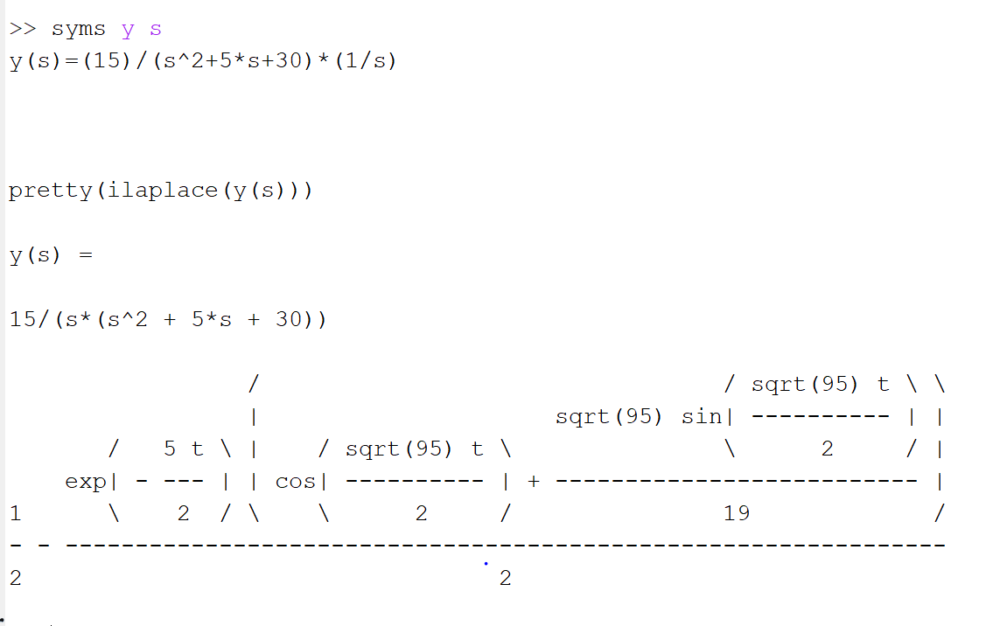 >> syms y s
y(s)=(15)/(s^2+5*s+30)*(1/s)
pretty(ilaplace(y(s)))
y(s) =
15/(s*(s^2 + 5*s + 30))
                 /                                 / sqrt(95) t \ \
                 |                     sqrt(95) sin| ---------- | |
       /   5 t \ |    / sqrt(95) t \               \     2      / |
    exp| - --- | | cos| ---------- | + -------------------------- |
1      \    2  / \    \     2      /               19             /
- - ---------------------------------------------------------------
2                                  2